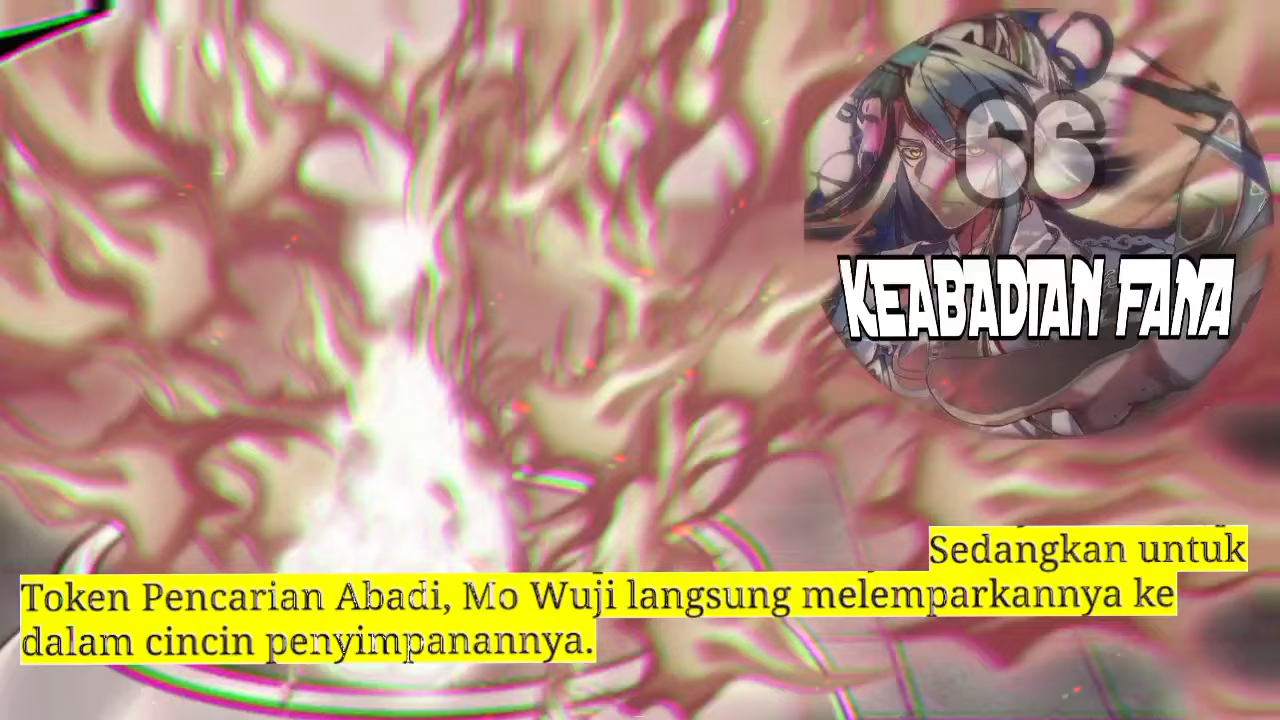 66
KEABADIAN FANA
Sedangkan untuk
Token Pencarian Abadi, Mo Wuji langsung melemparkannya ke
dalam cincin penyimpanannya.